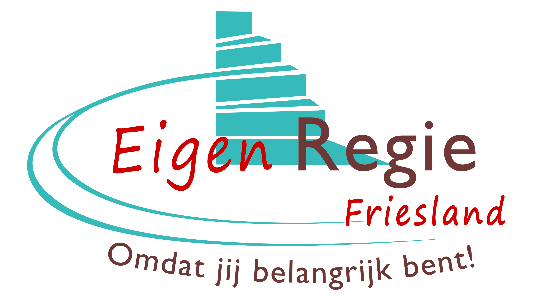 Eigen Regie
Friesland
Omdat jij belangrijk bent!